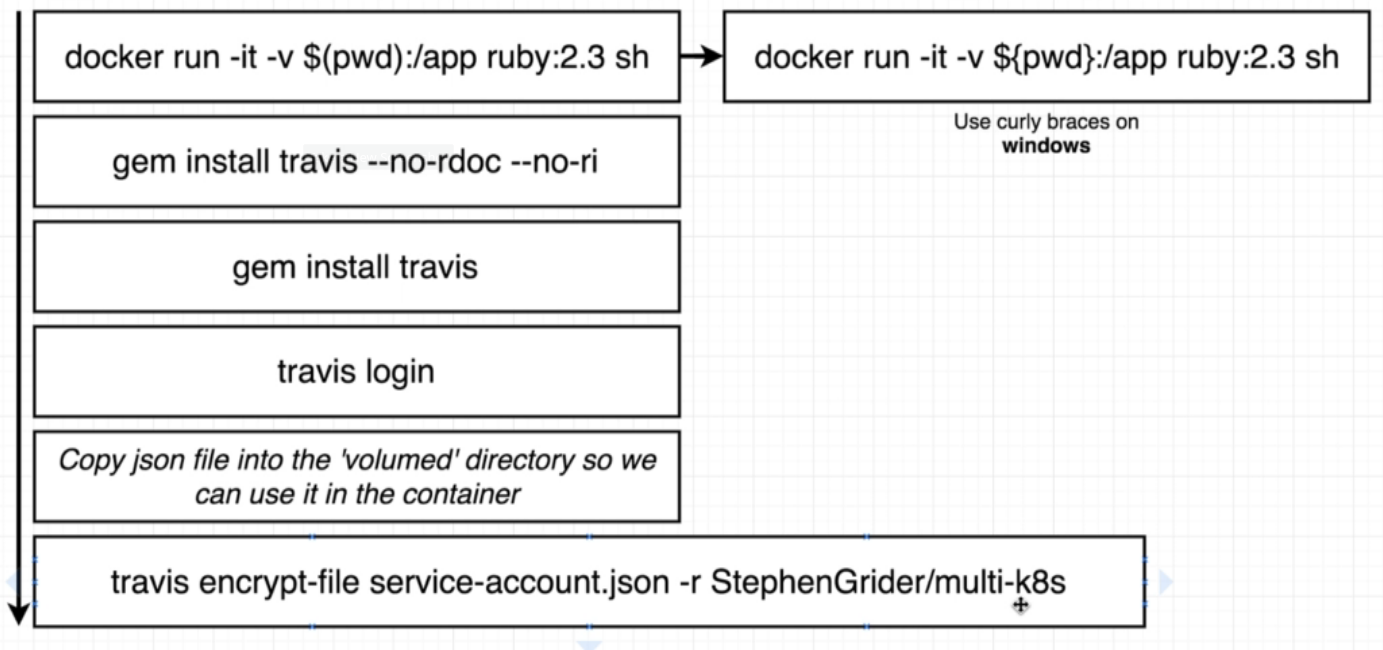 docker run -it -v $(pwd):/app ruby:2.3 sh
docker run -it -v ${pwd}:/app ruby:2.3 sh
Use curly braces on
windows
gem install travis --no-rdoc --no-ri
gem install travis
travis login
Copy json file into the 'volumed' directory so we
can use it in the container
travis encrypt-file service-account.json -r StephenGrider/multi-k8s